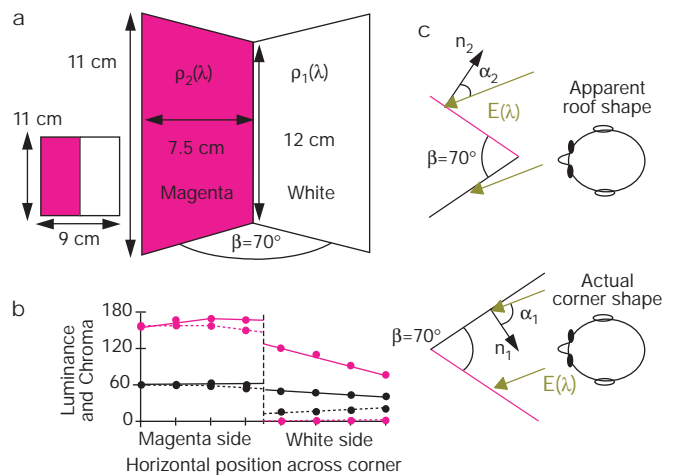 a
11 cm
ρ2(λ)
ρ1(λ)
11 cm
7.5 cm
12 cm
Magenta
White
9 cm
β=70°
b
180
120
60
0
Luminance
and Chroma
Magenta side
White side
Horizontal position across corner
c
n2
α2
E(λ)
Apparent
roof shape
β=70°
Actual
corner shape
β=70°
α1
n1
E(λ)